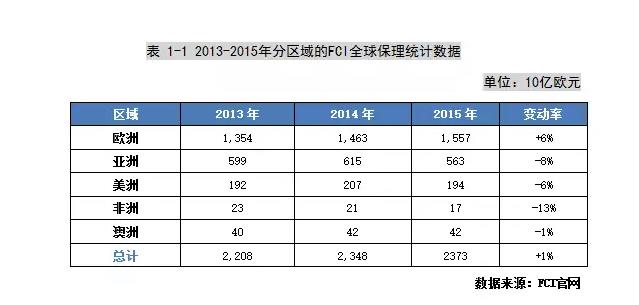 表 1-1 2013-2015年分区域的FCI全球保理统计数据
单位：10亿欧元
区域 2013 年 2014 年 2015 年 变动率
欧洲 1,354 1,463 1,557 +6%
亚洲 599 615 563 -8%
美洲 192 207 194 -6%
非洲 23 21 17 -13%
澳洲 40 42 42 -1%
总计 2,208 2,348 2373 +1%
数据来源：FCI官网